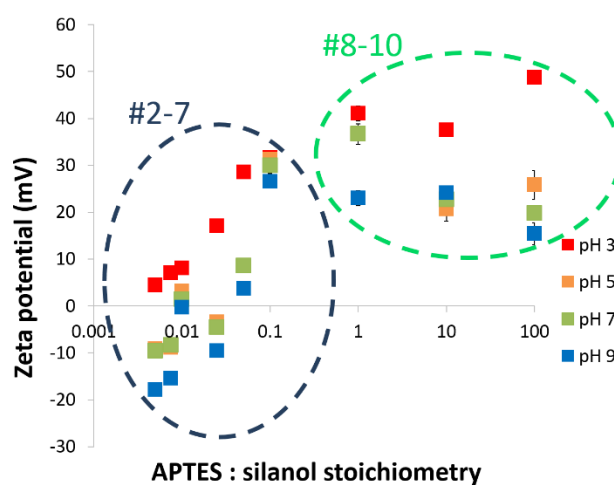 #8-10
#2-7
Zeta potential (mV)
60
50
40
30
20
10
0
-10
-20
-30
0.001 0.01 0.1 1 10 100
pH 3
pH 5
pH 7
pH 9
APTES : silanol stoichiometry